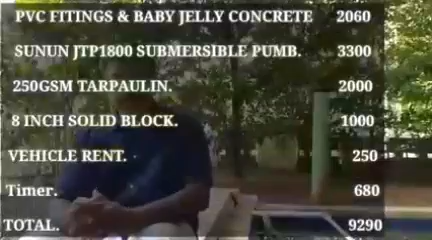 PVC FITINGS & BABY JELLY CONCRETE 2060
SUNUN JTP1800 SUBMERSIBLE PUMB. 3300
250GSM TARPAULIN. 2000
8 INCH SOLID BLOCK. 1000
VEHICLE RENT. 250
Timer. 680
TOTAL. 9290